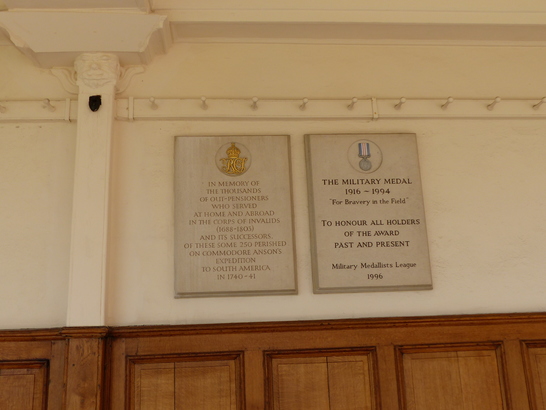 IN MEMORY OF
THE THOUSANDS
OF OUT-PENSIONERS
WHO SERVED
AT HOME AND ABROAD
IN THE CORPS OF INVALIDS
(1688-1803)
AND ITS SUCCESSORS.
OF THESE SOME 250 PERISHED
ON COMMODORE ANSON'S
EXPEDITION
TO SOUTH AMERICA
IN 1740-41
THE MILITARY MEDAL
1916 ~ 1994
"For Bravery in the Field"
TO HONOUR ALL HOLDERS
OF THE AWARD
PAST AND PRESENT
Military Medallists League
1996